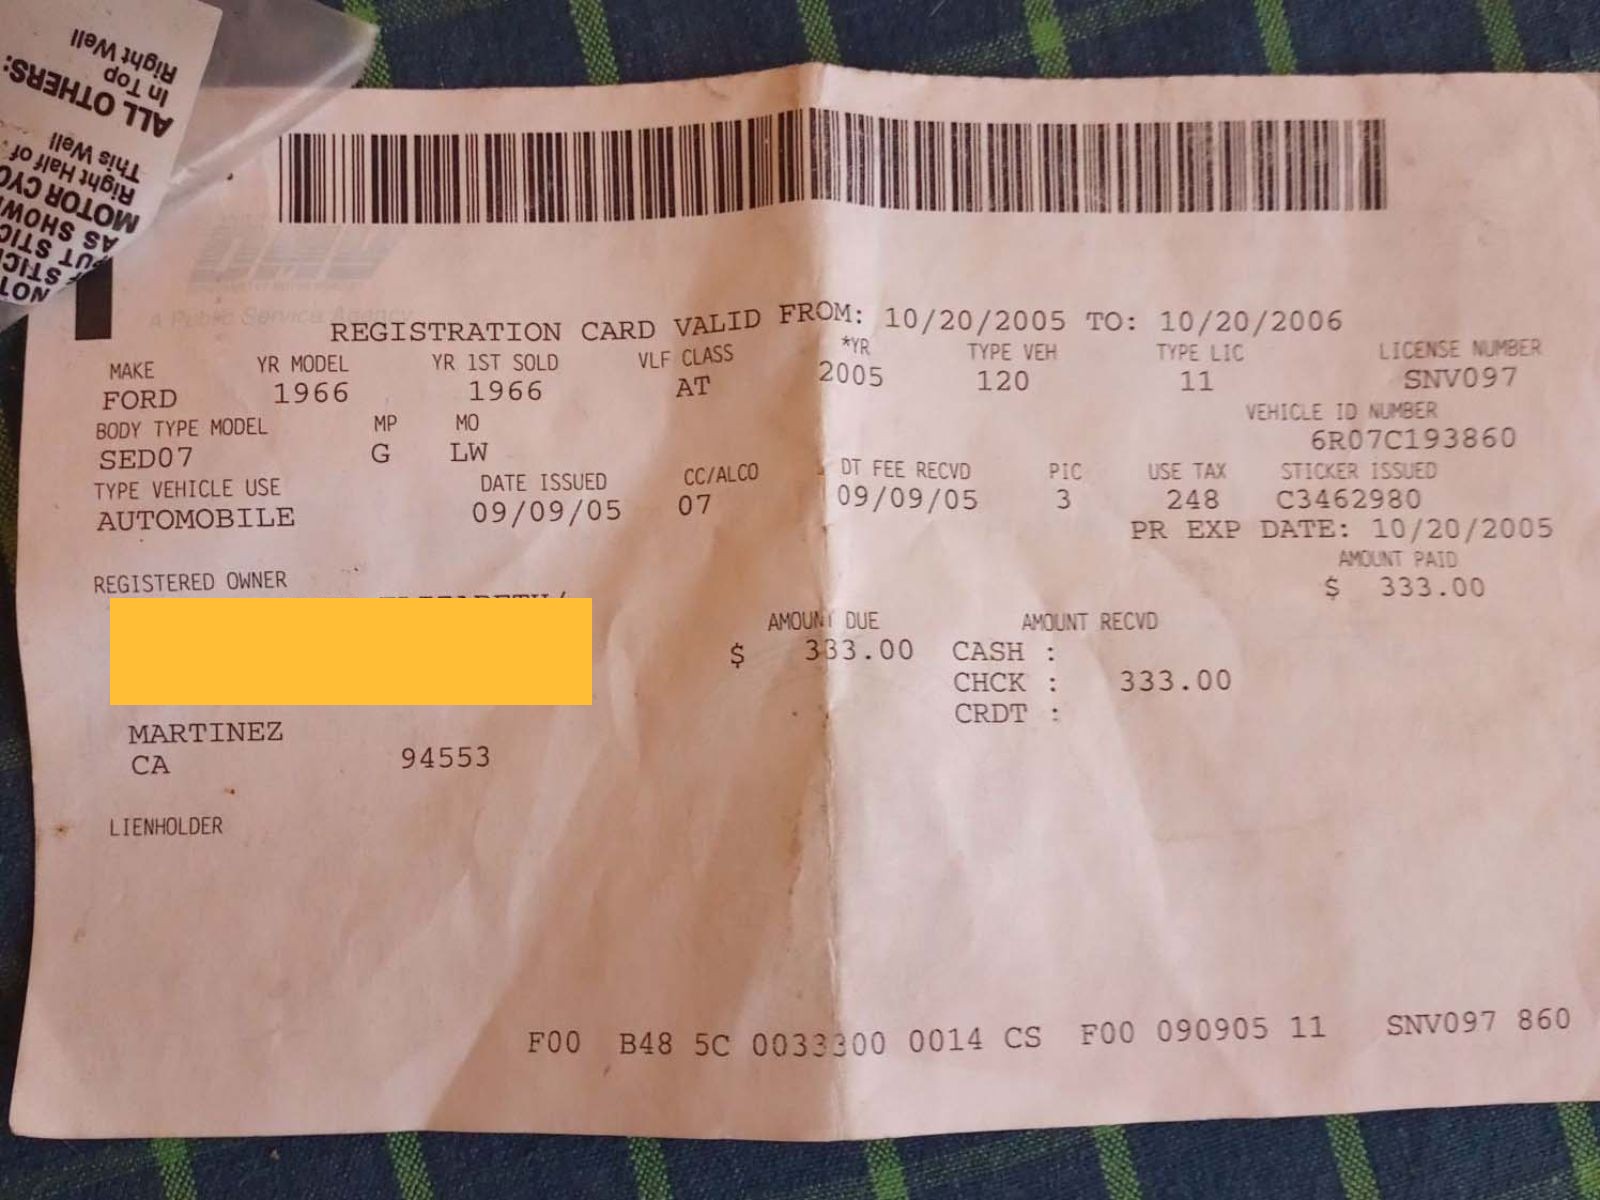 Right Well
In Top
ALL OTHERS:
This Well
Right Half of
MOTOR
AS
A Public Service Agency
REGISTRATION CARD VALID FROM: 10/20/2005 TO: 10/20/2006
MAKE YR MODEL YR 1ST SOLD VLF CLASS *YR TYPE VEH TYPE LIC LICENSE NUMBER
FORD 1966 1966 AT 2005 120 11 SNV097
BODY TYPE MODEL MP MO VEHICLE ID NUMBER
SED07 G LW 6R07C193860
TYPE VEHICLE USE DATE ISSUED CC/ALCO DT FEE RECVD PIC USE TAX STICKER ISSUED
AUTOMOBILE 09/09/05 07 09/09/05 3 248 C3462980
PR EXP DATE: 10/20/2005
AMOUNT PAID
$ 333.00
REGISTERED OWNER
AMOUNT DUE AMOUNT RECVD
$ 333.00 CASH :
CHCK : 333.00
CRDT :
MARTINEZ
CA 94553
LIENHOLDER
F00 B48 5C 0033300 0014 CS F00 090905 11 SNV097 860